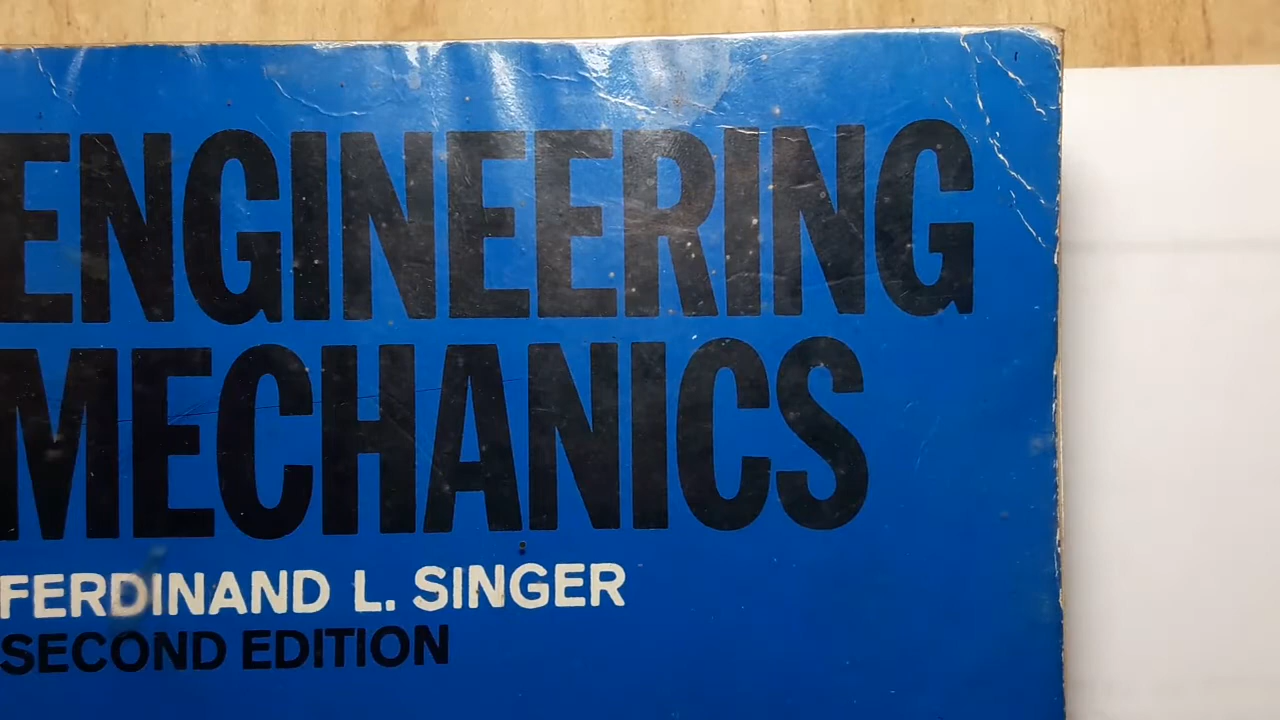 ENGINEERING
MECHANICS
FERDINAND L. SINGER
SECOND EDITION